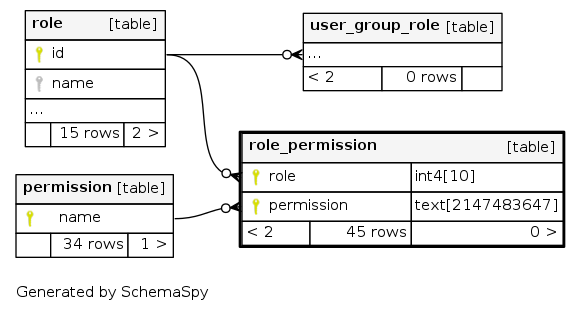 role [table]
id
name
...
15 rows 2 >
user_group_role [table]
...
< 2 0 rows
role_permission [table]
role int4[10]
permission text[2147483647]
< 2 45 rows 0 >
permission [table]
name
34 rows 1 >
Generated by SchemaSpy